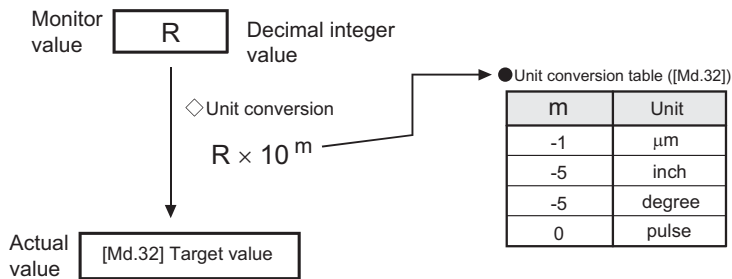 Monitor
value
R
Decimal integer
value
◇Unit conversion
R × 10 m
●Unit conversion table ([Md.32])
m Unit
-1 μm
-5 inch
-5 degree
0 pulse
Actual
value
[Md.32] Target value